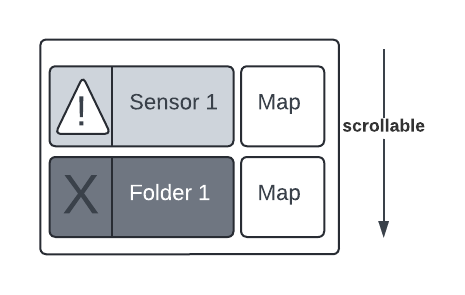 ! Sensor 1 Map
scrollable
X Folder 1 Map